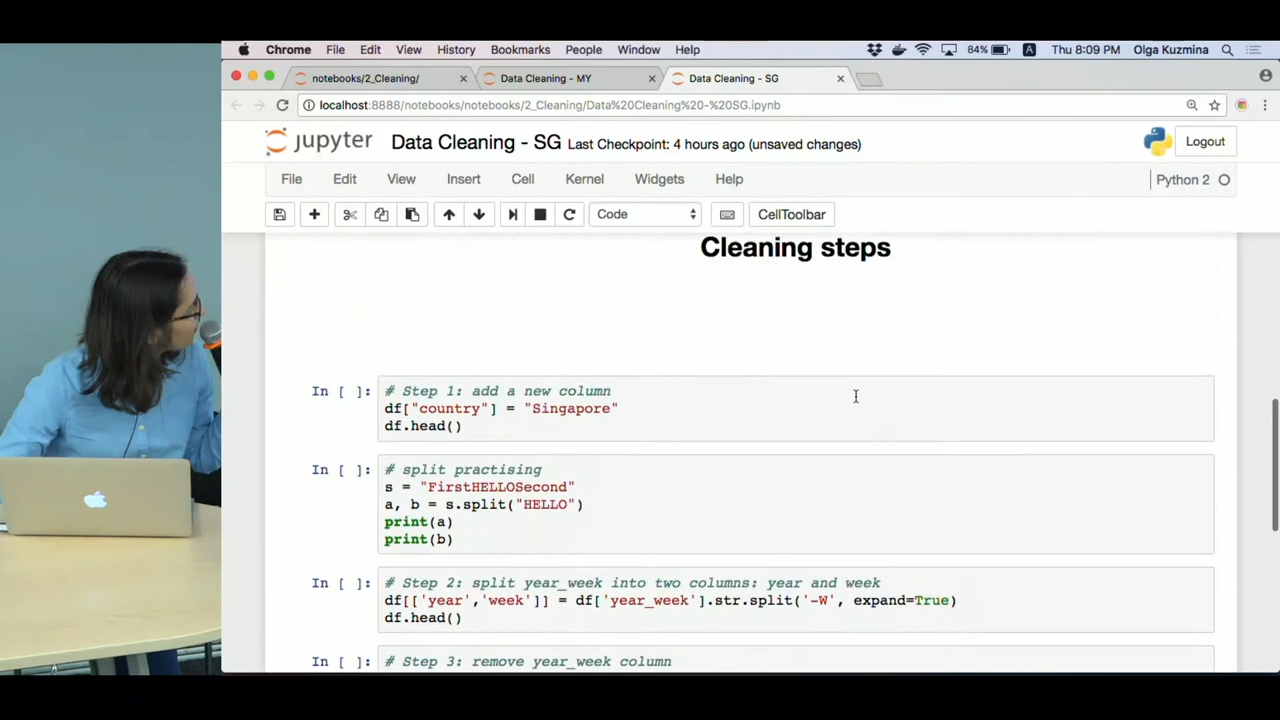 Chrome File Edit View History Bookmarks People Window Help 84% A Thu 8:09 PM Olga Kuzmina
notebooks/2_Cleaning/ Data Cleaning - MY Data Cleaning - SG
localhost:8888/notebooks/notebooks/2_Cleaning/Data%20Cleaning%20-%20SG.ipynb
jupyter Data Cleaning - SG Last Checkpoint: 4 hours ago (unsaved changes) Logout
File Edit View Insert Cell Kernel Widgets Help Python 2
Code CellToolbar
Cleaning steps
In [ ]: # Step 1: add a new column
df["country"] = "Singapore"
df.head()
In [ ]: # split practising
s = "FirstHELLOSecond"
a, b = s.split("HELLO")
print(a)
print(b)
In [ ]: # Step 2: split year_week into two columns: year and week
df[['year','week']] = df['year_week'].str.split('-W', expand=True)
df.head()
In [ ]: # Step 3: remove year_week column